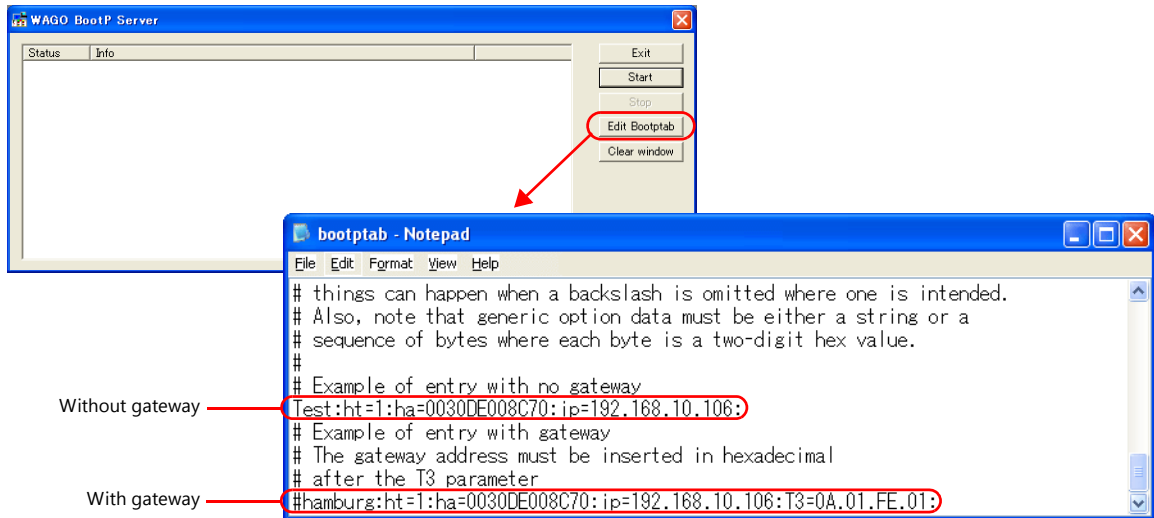 WAGO BootP Server
Status Info
Exit
Start
Stop
Edit Bootptab
Clear window
bootptab - Notepad
File Edit Format View Help
# things can happen when a backslash is omitted where one is intended.
# Also, note that generic option data must be either a string or a
# sequence of bytes where each byte is a two-digit hex value.
#
# Example of entry with no gateway
Without gateway
Test:ht=1:ha=0030DE008C70:ip=192.168.10.106:
# Example of entry with gateway
# The gateway address must be inserted in hexadecimal
# after the T3 parameter
With gateway
#hamburg:ht=1:ha=0030DE008C70:ip=192.168.10.106:T3=0A.01.FE.01: